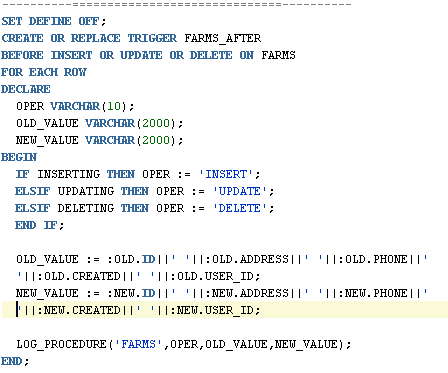 ----------==============================----------
SET DEFINE OFF;
CREATE OR REPLACE TRIGGER FARMS_AFTER
BEFORE INSERT OR UPDATE OR DELETE ON FARMS
FOR EACH ROW
DECLARE
OPER VARCHAR(10);
OLD_VALUE VARCHAR(2000);
NEW_VALUE VARCHAR(2000);
BEGIN
IF INSERTING THEN OPER := 'INSERT';
ELSIF UPDATING THEN OPER := 'UPDATE';
ELSIF DELETING THEN OPER := 'DELETE';
END IF;
OLD_VALUE := :OLD.ID||' '||:OLD.ADDRESS||' '||:OLD.PHONE||'
'||:OLD.CREATED||' '||:OLD.USER_ID;
NEW_VALUE := :NEW.ID||' '||:NEW.ADDRESS||' '||:NEW.PHONE||'
'||:NEW.CREATED||' '||:NEW.USER_ID;
LOG_PROCEDURE('FARMS',OPER,OLD_VALUE,NEW_VALUE);
END;